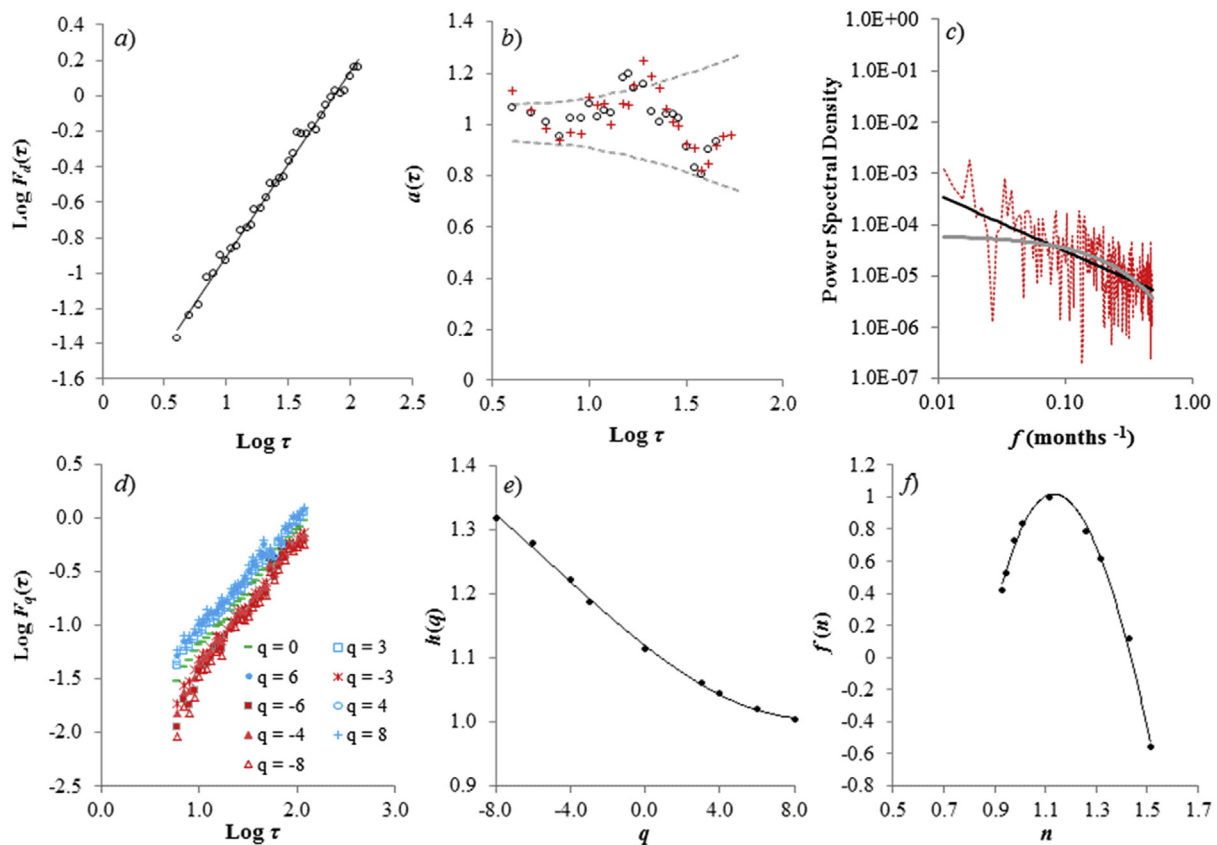 a)
0.4
0.2
0
-0.2
-0.4
-0.6
-0.8
-1
-1.2
-1.4
-1.6
Log Fd(τ)
0 0.5 1 1.5 2 2.5
Log τ
b)
1.4
1.2
1
0.8
0.6
0.4
0.2
0
a(τ)
0.5 1.0 1.5 2.0
Log τ
c)
1.0E+00
1.0E-01
1.0E-02
1.0E-03
1.0E-04
1.0E-05
1.0E-06
1.0E-07
Power Spectral Density
0.01 0.10 1.00
f (months -1)
d)
0.5
0.0
-0.5
-1.0
-1.5
-2.0
-2.5
Log Fq(τ)
q = 0 q = 3
q = 6 q = -3
q = -6 q = 4
q = -4 q = 8
q = -8
0.0 1.0 2.0 3.0
Log τ
e)
1.4
1.3
1.2
1.1
1.0
0.9
h(q)
-8.0 -4.0 0.0 4.0 8.0
q
f)
1.2
1
0.8
0.6
0.4
0.2
0
-0.2
-0.4
-0.6
-0.8
f(n)
0.5 0.7 0.9 1.1 1.3 1.5 1.7
n